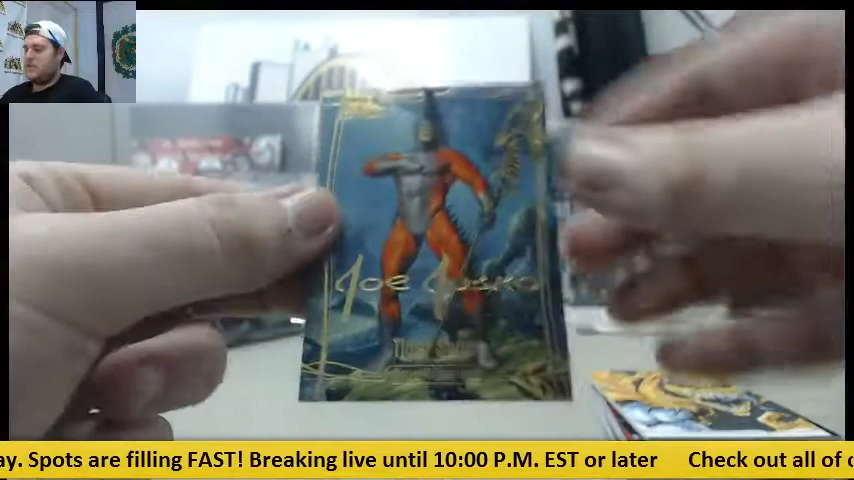 Joe Jusko
ay. Spots are filling FAST! Breaking live until 10:00 P.M. EST or later Check out all of o